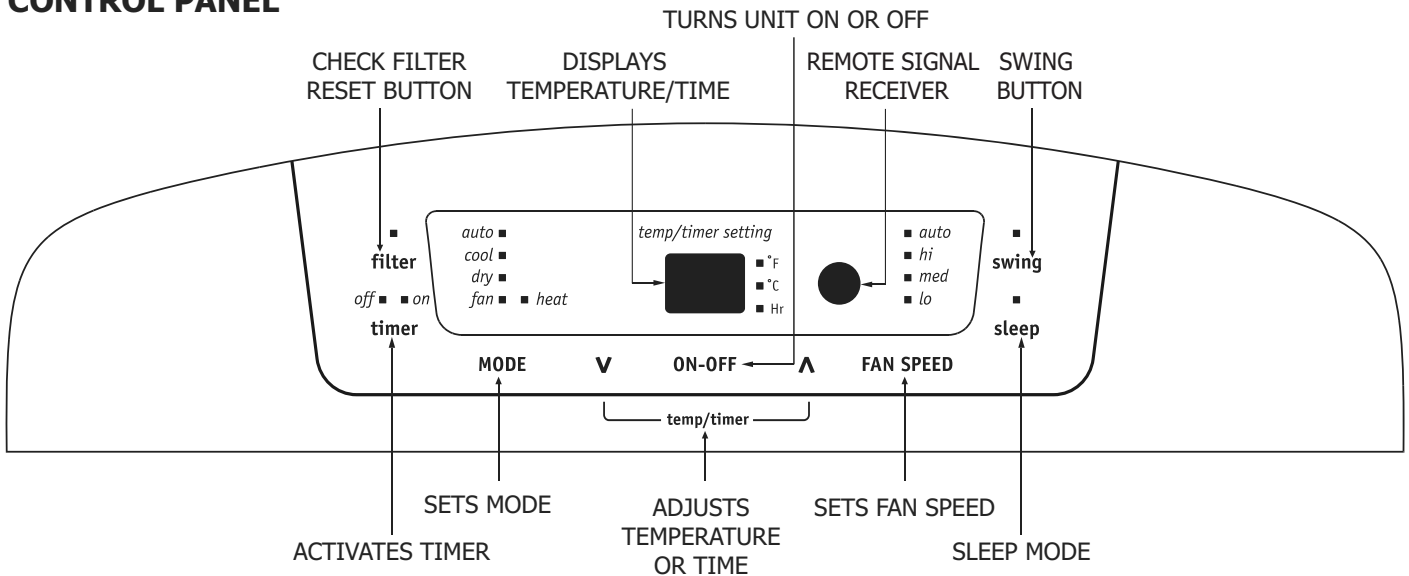 CONTROL PANEL
TURNS UNIT ON OR OFF
CHECK FILTER
RESET BUTTON
DISPLAYS
TEMPERATURE/TIME
REMOTE SIGNAL
RECEIVER
SWING
BUTTON
filter
off on
timer
auto
cool
dry
fan heat
temp/timer setting
°F
°C
Hr
auto
hi
med
lo
swing
sleep
MODE V ON-OFF Λ FAN SPEED
temp/timer
SETS MODE
ACTIVATES TIMER
ADJUSTS
TEMPERATURE
OR TIME
SETS FAN SPEED
SLEEP MODE